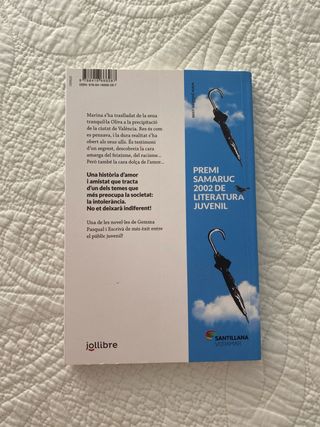 Marina s'ha traslladat de la seua
tranquil·la Oliva a la precipitació
de la ciutat de València. Res és com
es pensava, i la dura realitat s'ha
obert als seus ulls. És testimoni
d'un segrest, descobreix la cara
amarga del feixisme, del racisme...
Però també la cara dolça de l'amor...
Una història d'amor
i amistat que tracta
d'un dels temes que
més preocupa la societat:
la intolerància.
No et deixarà indiferent!
Una de les novel·les de Gemma
Pasqual i Escrivà de més èxit entre
el públic juvenil!
PREMI
SAMARUC
2002 DE
LITERATURA
JUVENIL
jollibre
SANTILLANA
VORAMAR